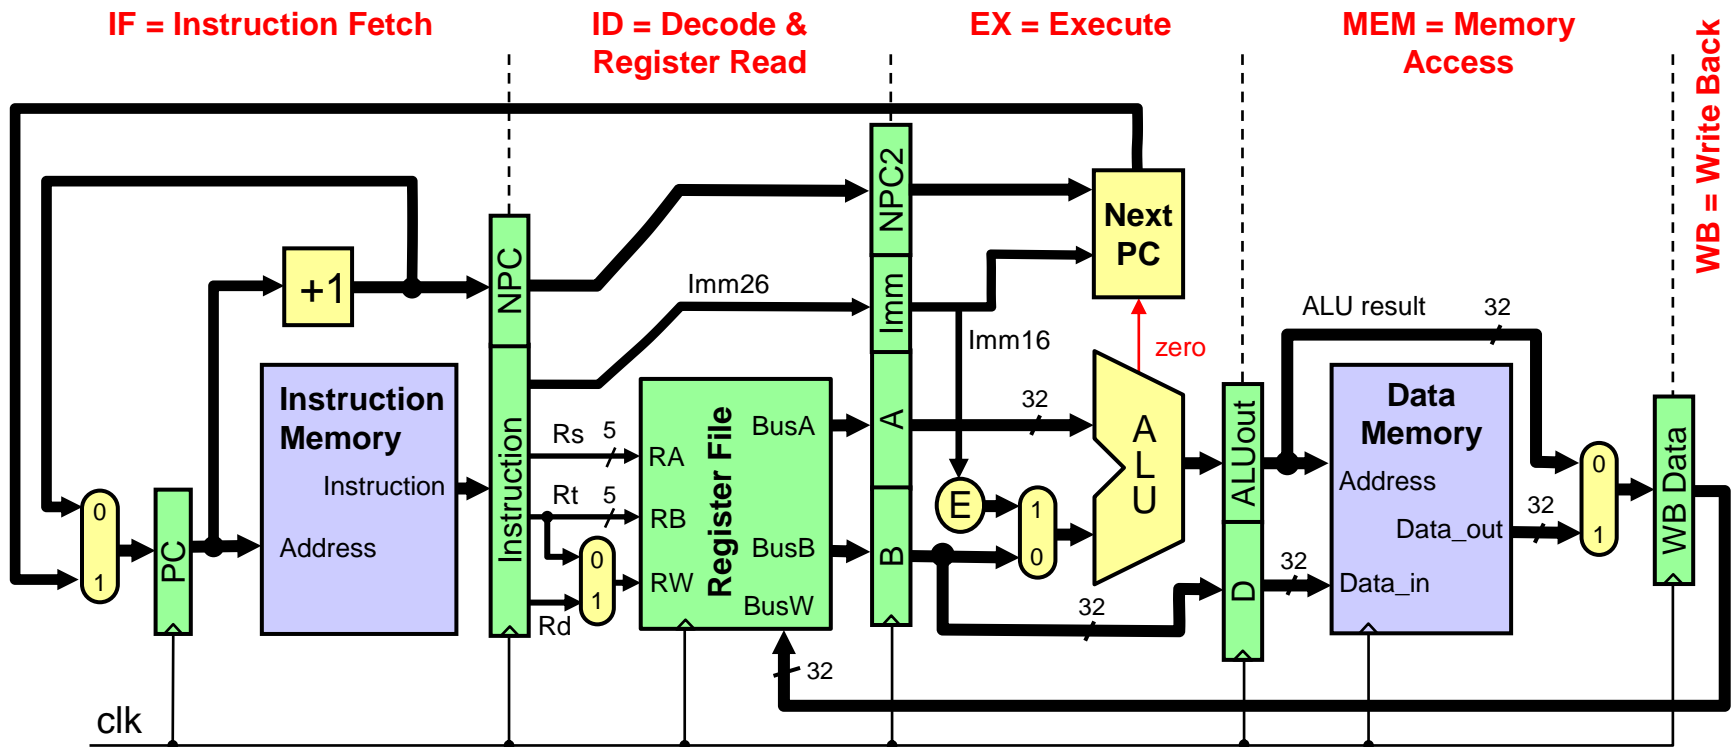 IF = Instruction Fetch
ID = Decode &
Register Read
EX = Execute
MEM = Memory
Access
WB = Write Back
+1
NPC
NPC2
Next
PC
Imm26
Imm
Imm16
zero
ALU result
32
Instruction
Memory
Instruction
Address
0
1
PC
Instruction
Rs
5
Rt
5
Rd
0
1
Register File
RA
RB
RW
BusA
BusB
BusW
32
A
B
32
E
1
0
32
ALU
ALUout
D
32
Data
Memory
Address
Data_out
Data_in
32
0
1
WB Data
clk